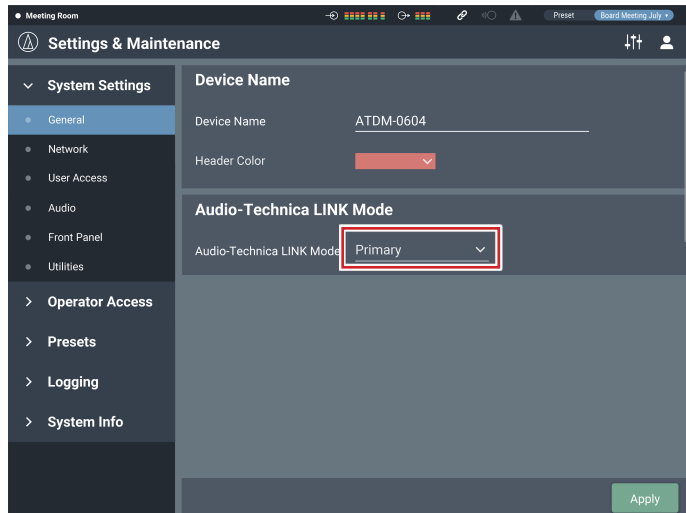 Meeting Room
Preset
Board Meeting July
Settings & Maintenance
System Settings
General
Network
User Access
Audio
Front Panel
Utilities
Operator Access
Presets
Logging
System Info
Device Name
Device Name ATDM-0604
Header Color
Audio-Technica LINK Mode
Audio-Technica LINK Mode Primary
Apply